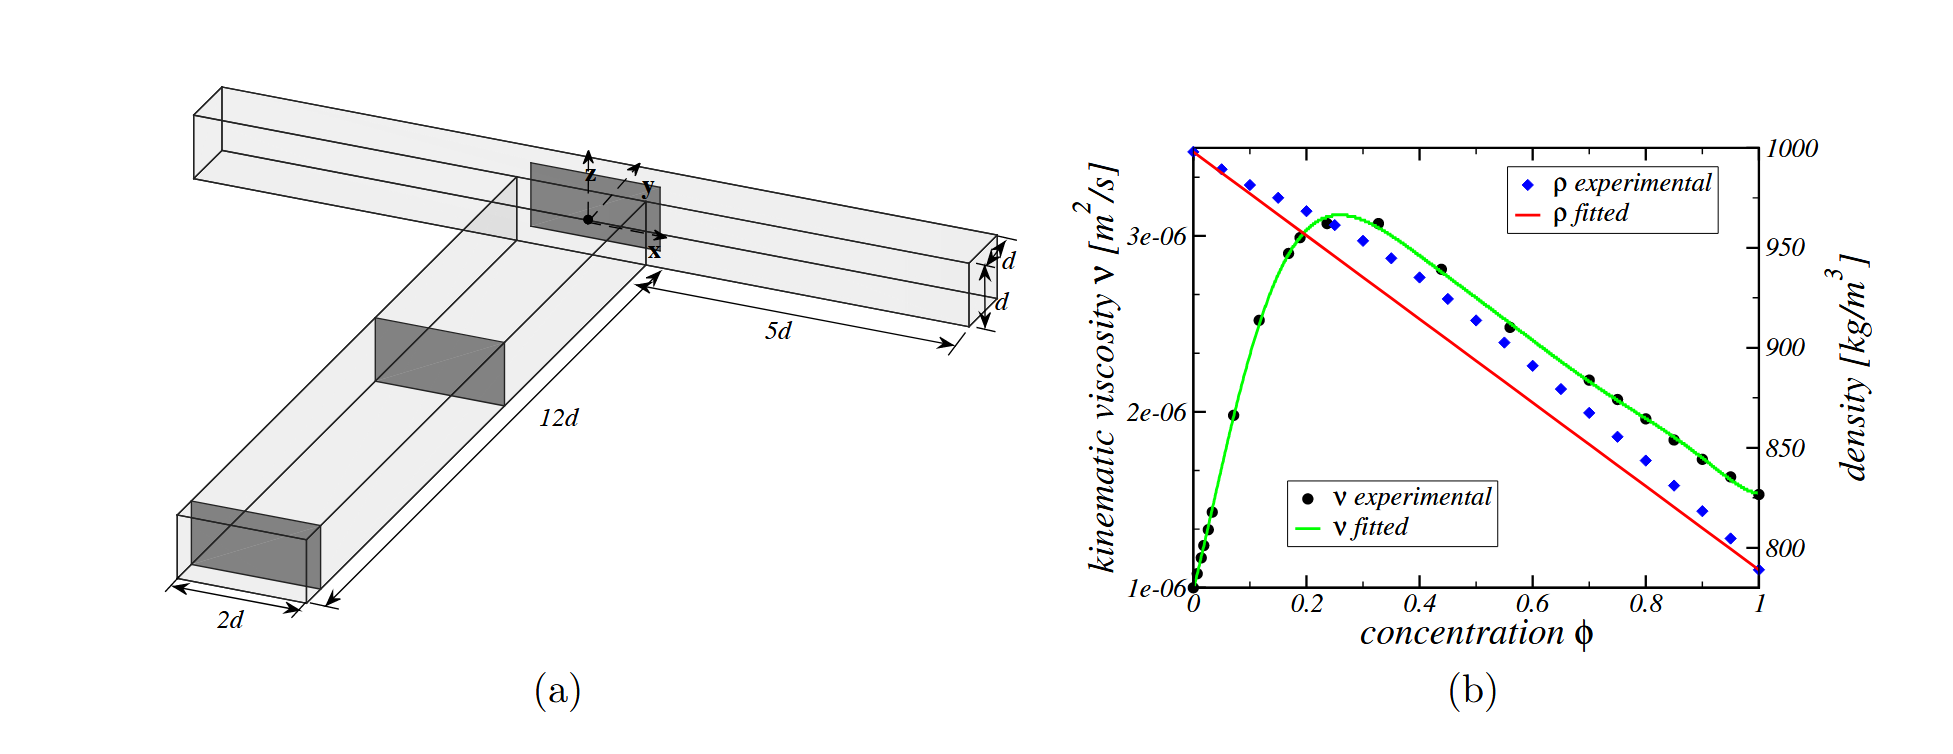 z
y
x
d
d
5d
12d
2d
(a)
kinematic viscosity ν [m²/s]
3e-06
2e-06
1e-06
0
0.2
0.4
0.6
0.8
1
concentration ϕ
1000
950
900
850
800
density [kg/m³]
ρ experimental
ρ fitted
ν experimental
ν fitted
(b)